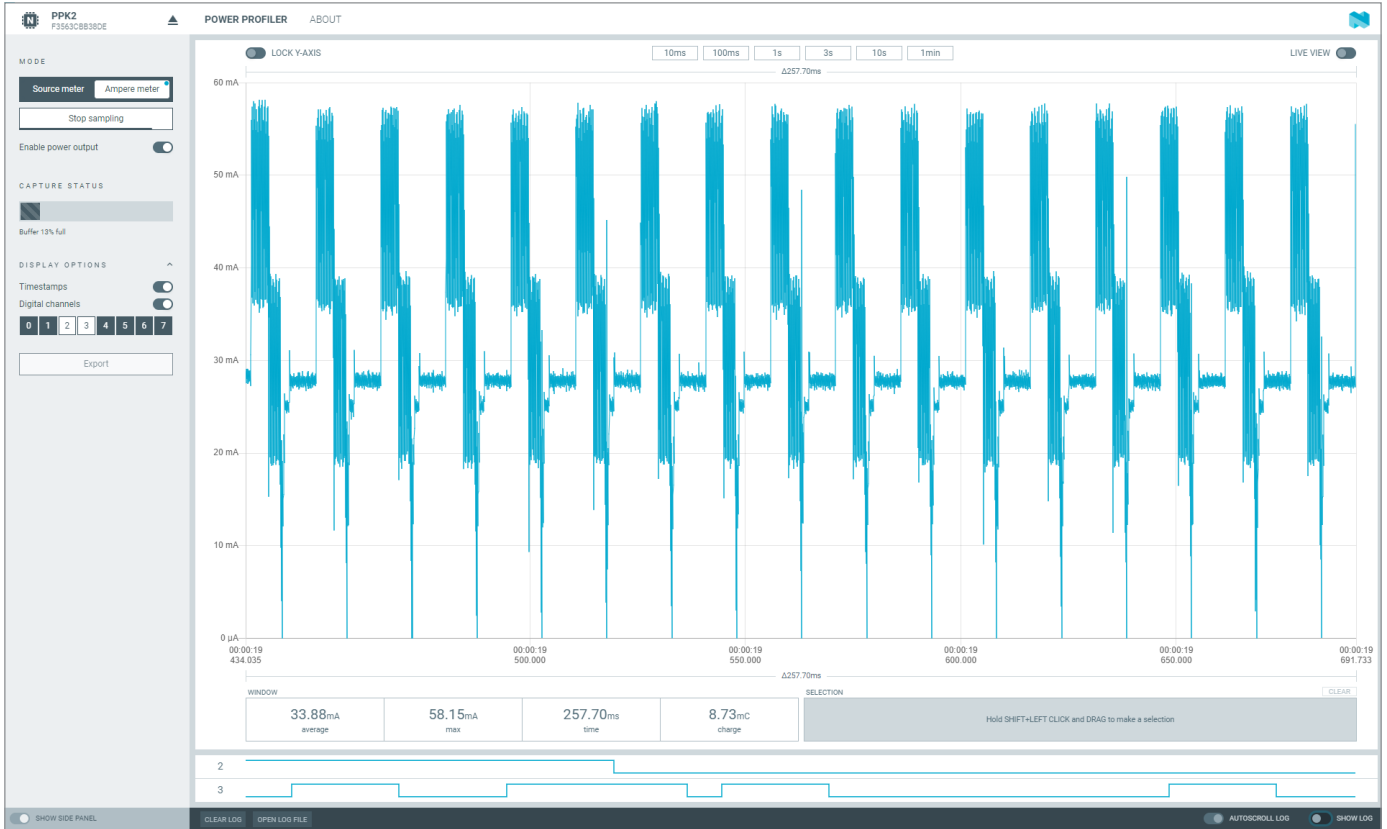 PPK2
F3563CBB38DE
POWER PROFILER ABOUT
MODE
Source meter Ampere meter
Stop sampling
Enable power output
CAPTURE STATUS
Buffer 13% full
DISPLAY OPTIONS
Timestamps
Digital channels
0 1 2 3 4 5 6 7
Export
LOCK Y-AXIS 10ms 100ms 1s 3s 10s 1min LIVE VIEW
Δ257.70ms
60 mA
50 mA
40 mA
30 mA
20 mA
10 mA
0 µA
00:00:19 00:00:19 00:00:19 00:00:19 00:00:19 00:00:19
434.035 500.000 550.000 600.000 650.000 691.733
Δ257.70ms
WINDOW SELECTION CLEAR
33.88mA 58.15mA 257.70ms 8.73mC
average max time charge
Hold SHIFT+LEFT CLICK and DRAG to make a selection
2
3
SHOW SIDE PANEL CLEAR LOG OPEN LOG FILE AUTOSCROLL LOG SHOW LOG